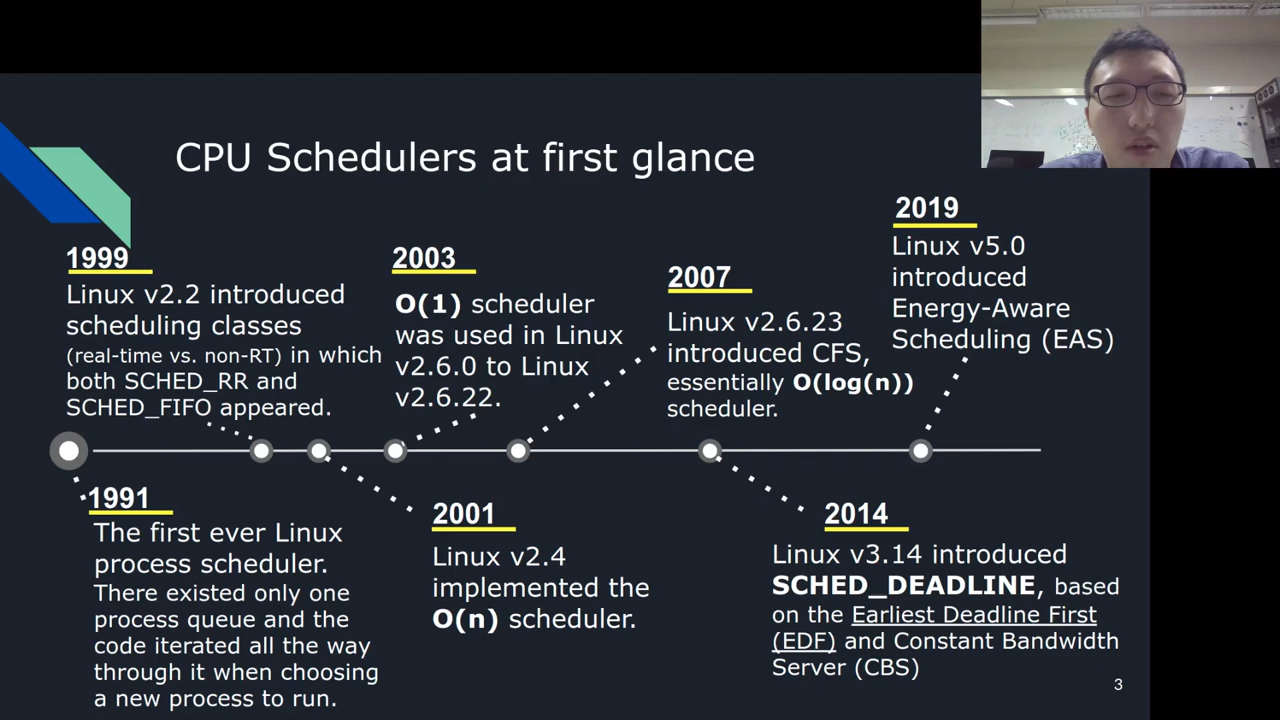 CPU Schedulers at first glance
1999
Linux v2.2 introduced
scheduling classes
(real-time vs. non-RT) in which
both SCHED_RR and
SCHED_FIFO appeared.
2003
O(1) scheduler
was used in Linux
v2.6.0 to Linux
v2.6.22.
2007
Linux v2.6.23
introduced CFS,
essentially O(log(n))
scheduler.
2019
Linux v5.0
introduced
Energy-Aware
Scheduling (EAS)
1991
The first ever Linux
process scheduler.
There existed only one
process queue and the
code iterated all the way
through it when choosing
a new process to run.
2001
Linux v2.4
implemented the
O(n) scheduler.
2014
Linux v3.14 introduced
SCHED_DEADLINE, based
on the Earliest Deadline First
(EDF) and Constant Bandwidth
Server (CBS)
3